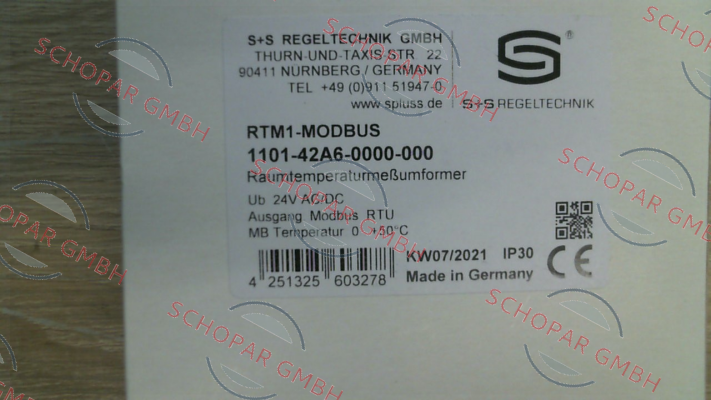 S+S REGELTECHNIK GMBH
THURN-UND-TAXIS-STR 22
90411 NURNBERG / GERMANY
TEL +49 (0)911 51947-0
www.spluss.de
S+S REGELTECHNIK
RTM1-MODBUS
1101-42A6-0000-000
Raumtemperaturmeßumformer
Ub 24V AC/DC
Ausgang Modbus RTU
MB Temperatur 0 +50°C
KW07/2021 IP30
CE
Made in Germany
4 251325 603278
SCHOPAR GMBH
SCHOPAR GMBH
SCHOPAR GMBH
SCHOPAR GMBH
SCHOPAR GMBH
SCHOPAR GMBH
SCHOPAR GMBH
SCHOPAR GMBH